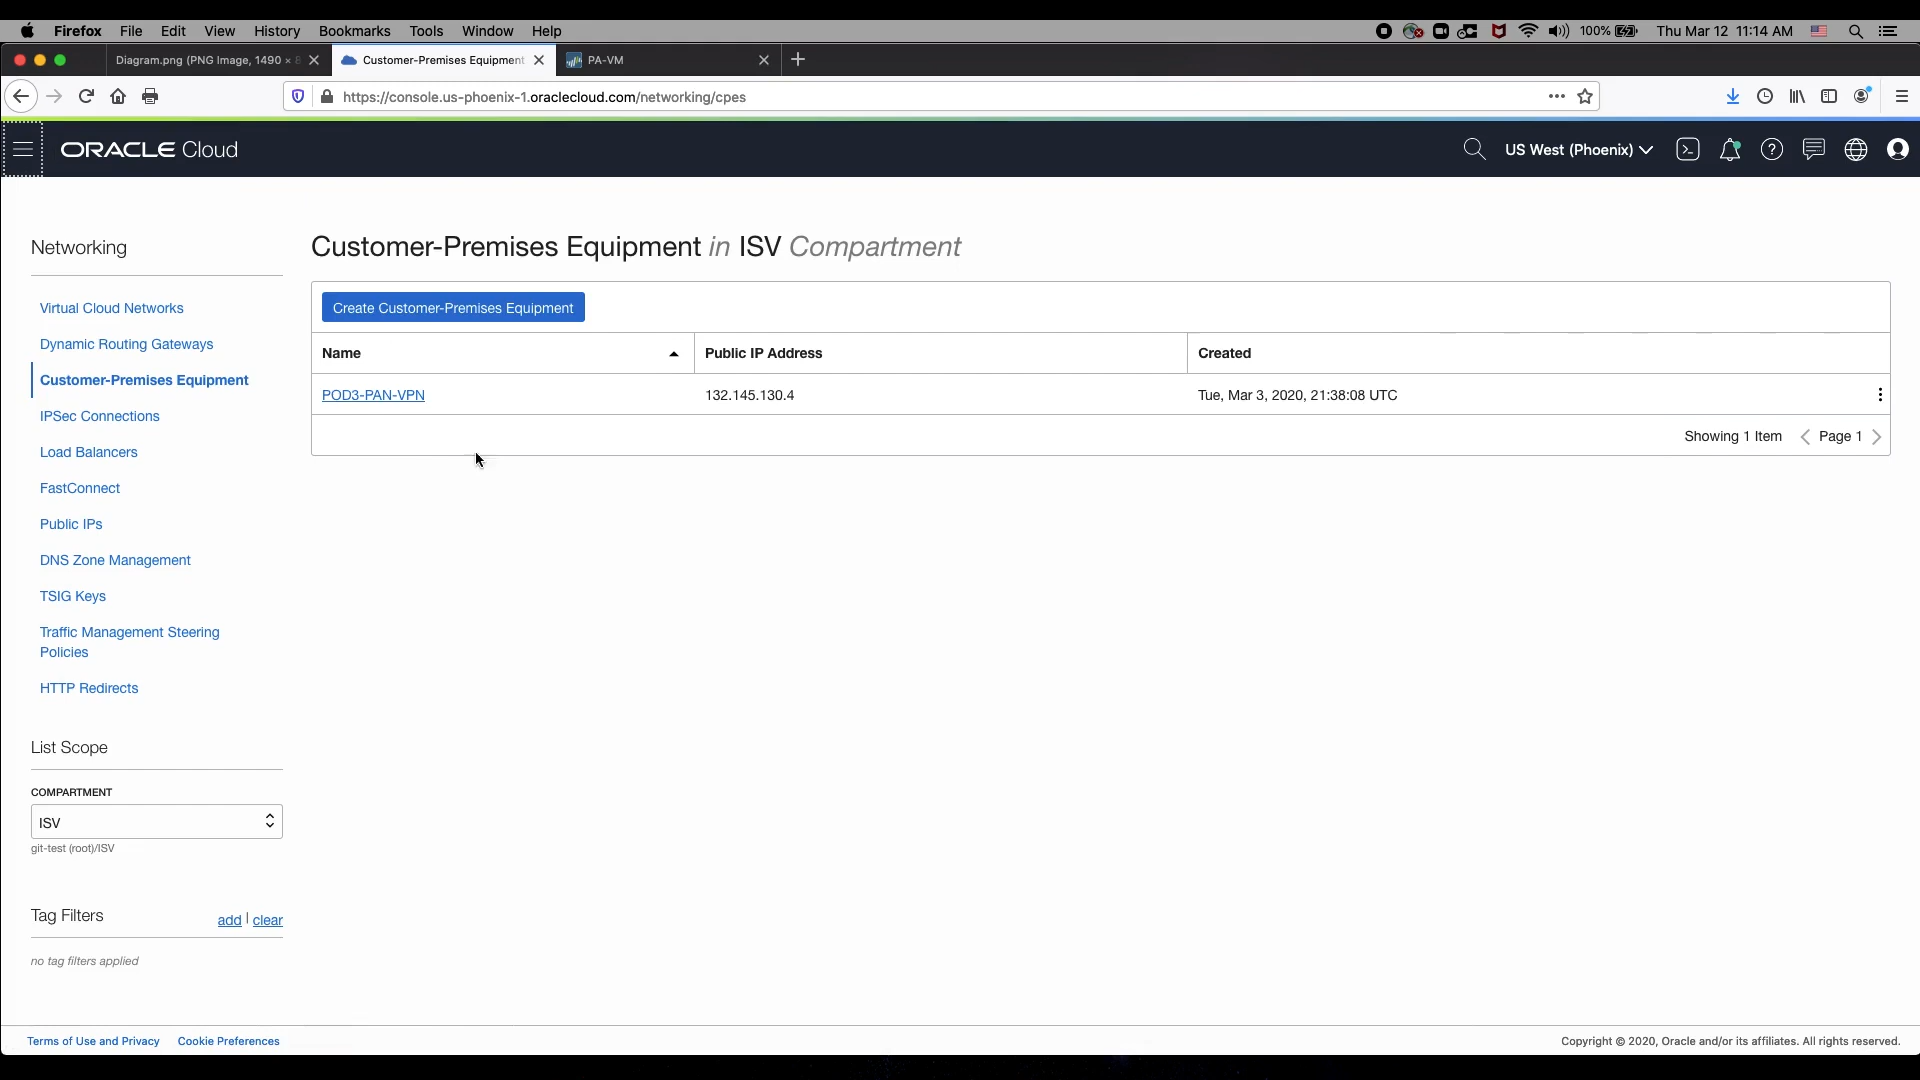 Firefox File Edit View History Bookmarks Tools Window Help 100% Thu Mar 12 11:14 AM
Diagram.png (PNG Image, 1490 × 8 Customer-Premises Equipment PA-VM
https://console.us-phoenix-1.oraclecloud.com/networking/cpes
ORACLE Cloud US West (Phoenix)
Networking
Virtual Cloud Networks
Dynamic Routing Gateways
Customer-Premises Equipment
IPSec Connections
Load Balancers
FastConnect
Public IPs
DNS Zone Management
TSIG Keys
Traffic Management Steering
Policies
HTTP Redirects
List Scope
COMPARTMENT
ISV
git-test (root)/ISV
Tag Filters add | clear
no tag filters applied
Customer-Premises Equipment in ISV Compartment
Create Customer-Premises Equipment
Name Public IP Address Created
POD3-PAN-VPN 132.145.130.4 Tue, Mar 3, 2020, 21:38:08 UTC
Showing 1 Item Page 1
Terms of Use and Privacy Cookie Preferences Copyright © 2020, Oracle and/or its affiliates. All rights reserved.